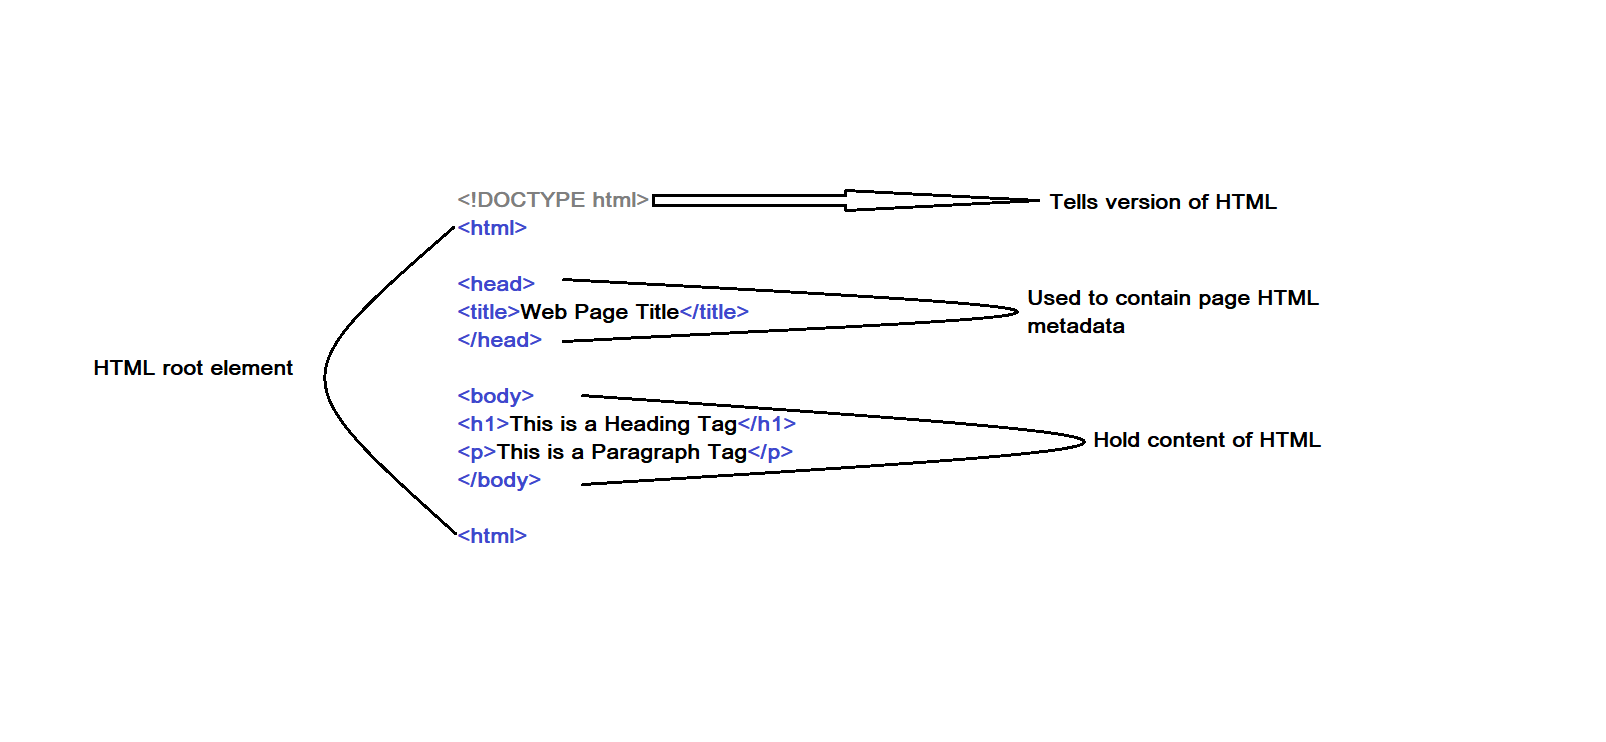 <!DOCTYPE html>
Tells version of HTML
<html>
<head>
<title>Web Page Title</title>
</head>
Used to contain page HTML
metadata
HTML root element
<body>
<h1>This is a Heading Tag</h1>
<p>This is a Paragraph Tag</p>
</body>
Hold content of HTML
<html>